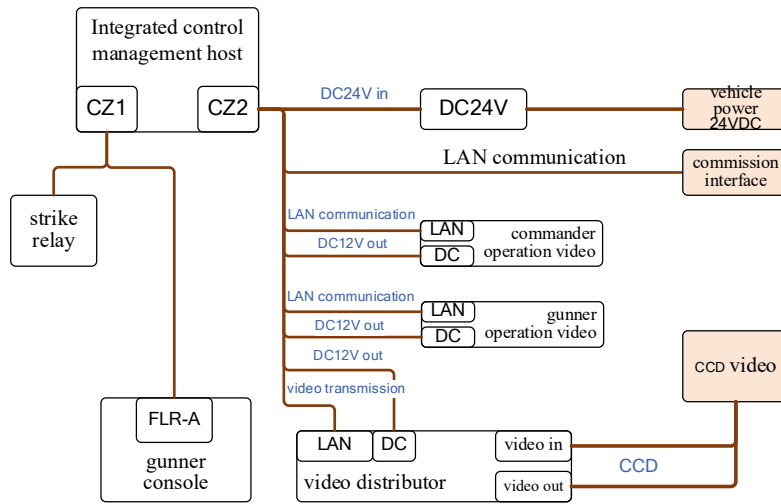 Integrated control
management host
CZ1
CZ2
DC24V in
DC24V
vehicle
power
24VDC
LAN communication
commission
interface
strike
relay
LAN communication
LAN
commander
operation video
DC12V out
DC
LAN communication
LAN
gunner
operation video
DC12V out
DC
DC12V out
video transmission
CCD video
FLR-A
gunner
console
LAN
DC
video in
video distributor
CCD
video out